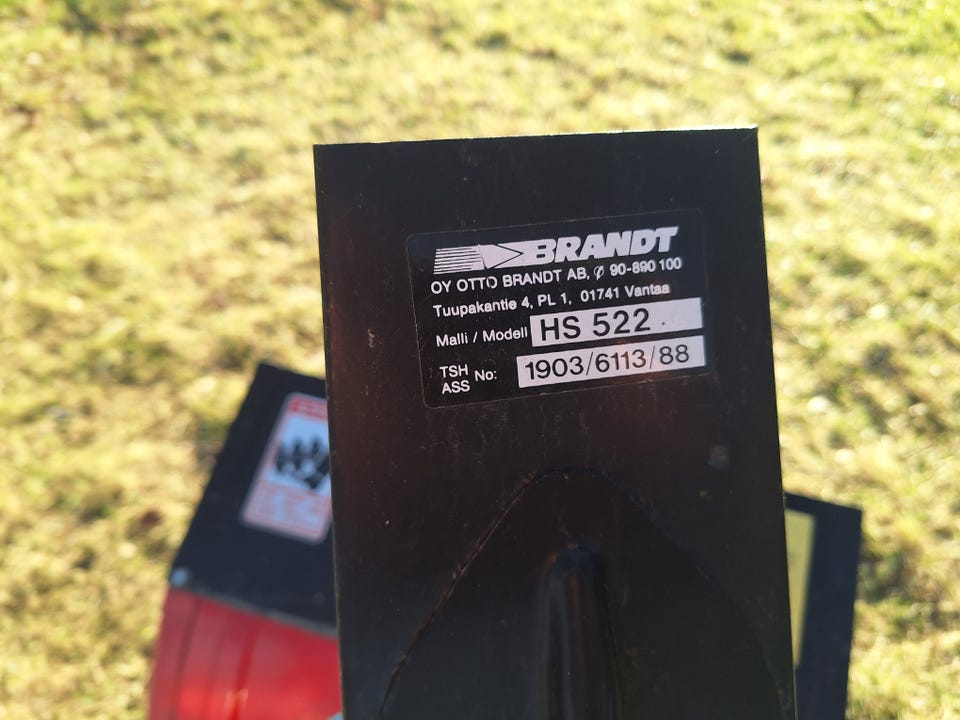 BRANDT
OY OTTO BRANDT AB, ∅ 90-890 100
Tuupakantie 4, PL 1, 01741 Vantaa
Malli / Modell HS 522
TSH ASS No: 1903/6113/88